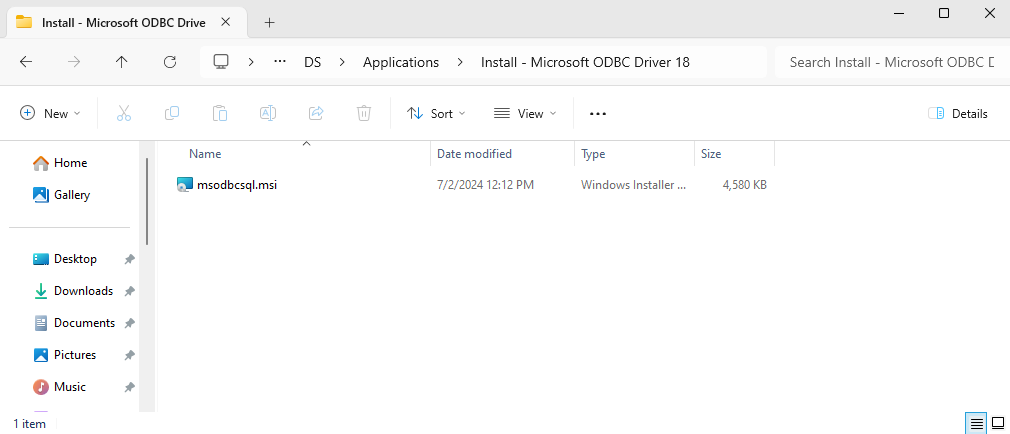 Install - Microsoft ODBC Drive
DS Applications Install - Microsoft ODBC Driver 18 Search Install - Microsoft ODBC D
New Sort View Details
Name Date modified Type Size
msodbcsql.msi 7/2/2024 12:12 PM Windows Installer ... 4,580 KB
Home
Gallery
Desktop
Downloads
Documents
Pictures
Music
1 item